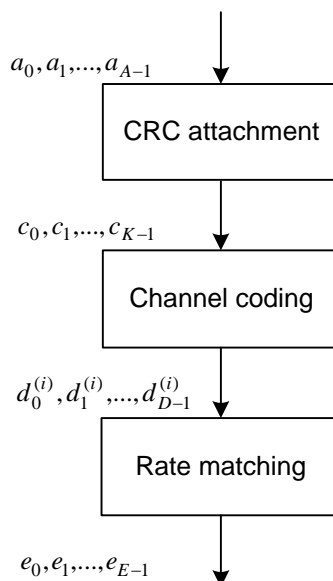 a_0, a_1,..., a_{A-1}
CRC attachment
c_0, c_1,..., c_{K-1}
Channel coding
d_0^{(i)}, d_1^{(i)},..., d_{D-1}^{(i)}
Rate matching
e_0, e_1,..., e_{E-1}